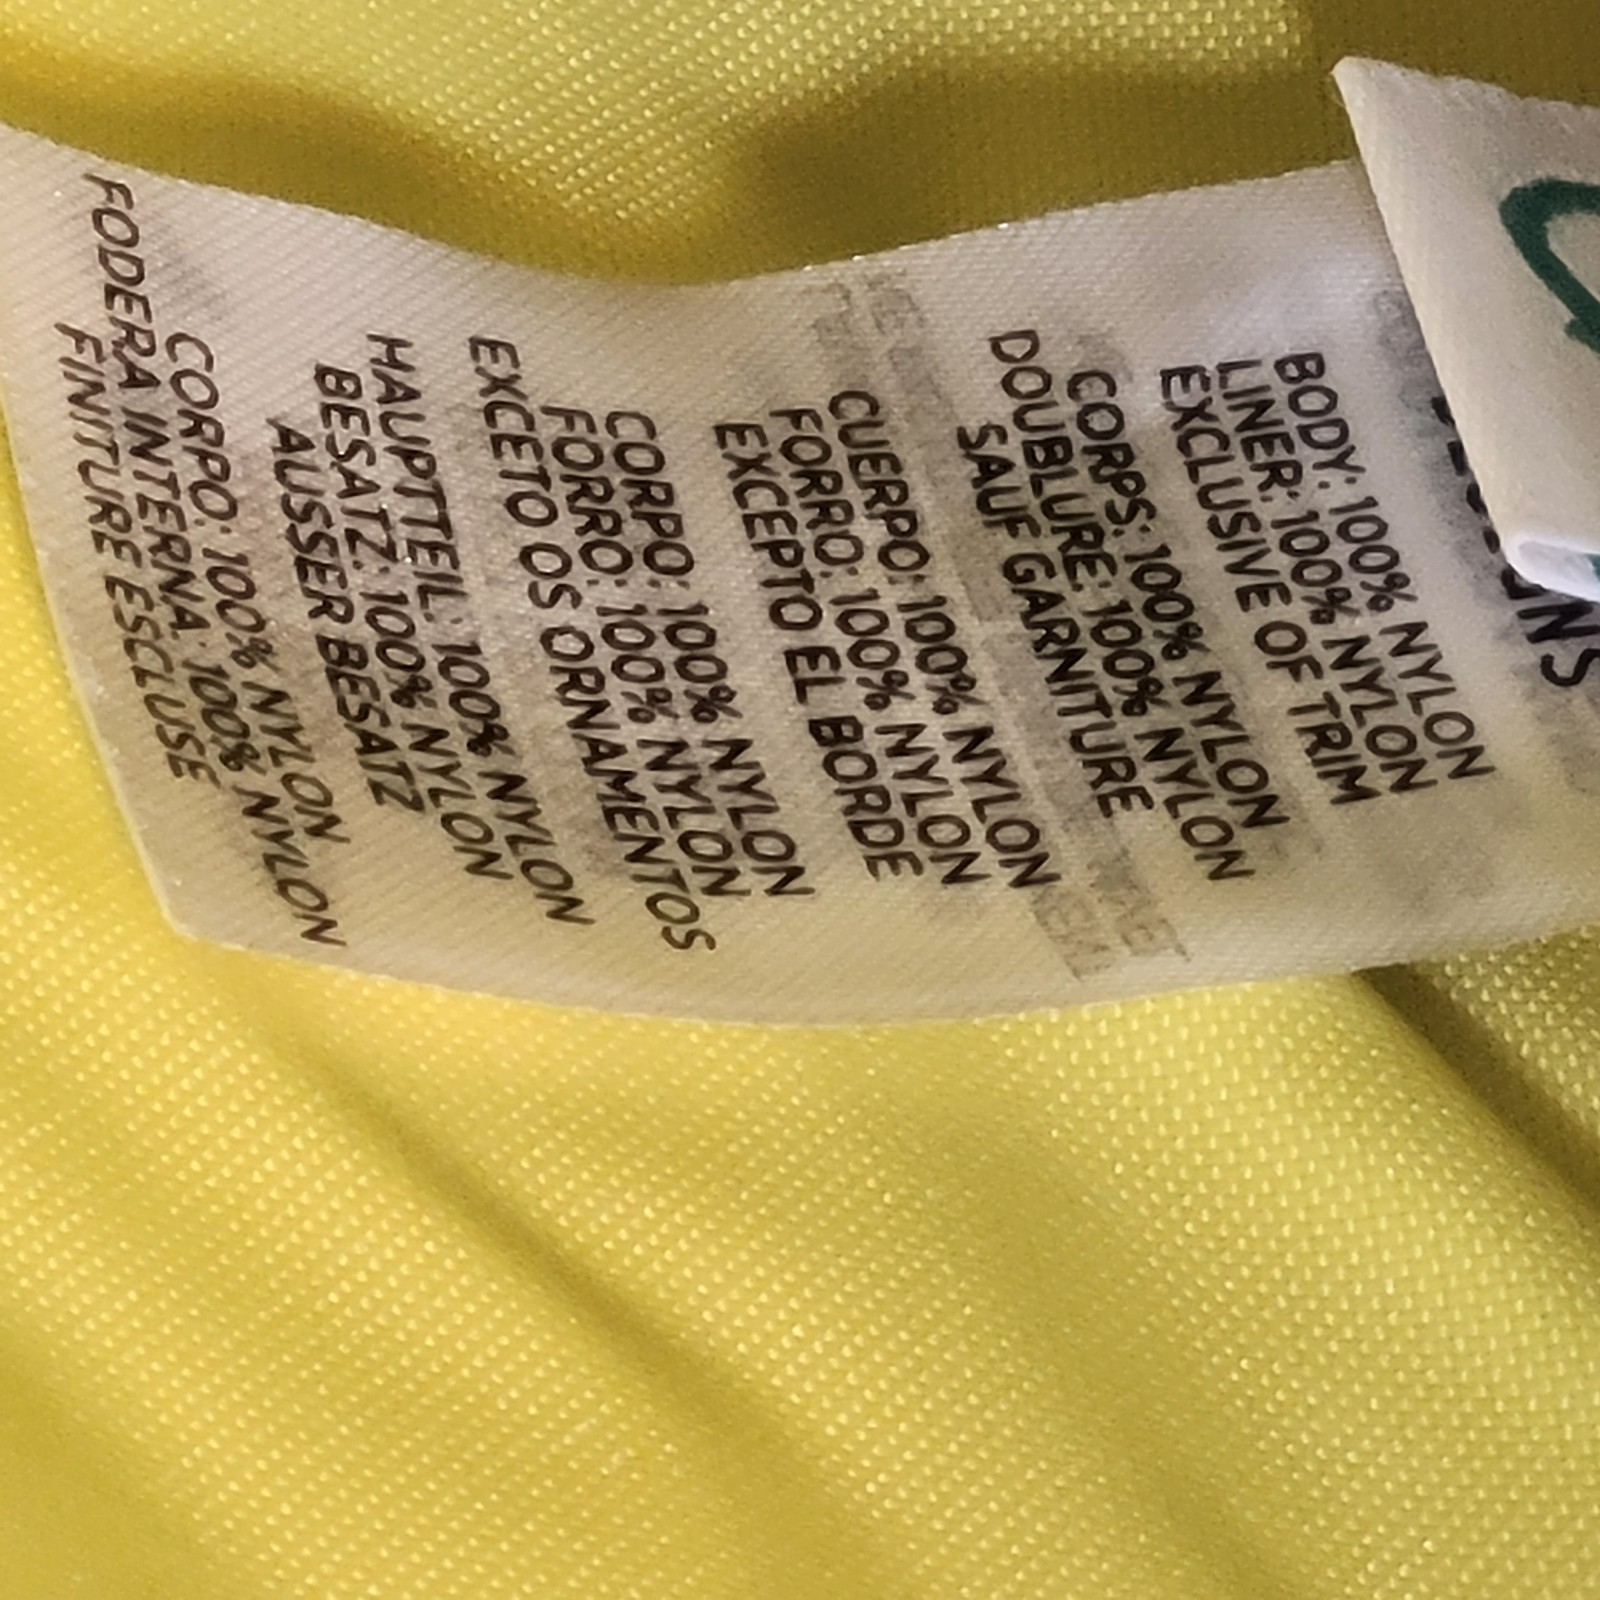 BODY: 100% NYLON
LINER: 100% NYLON
EXCLUSIVE OF TRIM
CORPS: 100% NYLON
DOUBLURE: 100% NYLON
SAUF GARNITURE
CUERPO: 100% NYLON
FORRO: 100% NYLON
EXCEPTO EL BORDE
CORPO: 100% NYLON
FORRO: 100% NYLON
EXCETO OS ORNAMENTOS
HAUPTTEIL: 100% NYLON
BESATZ: 100% NYLON
AUSSER BESATZ
CORPO: 100% NYLON
FODERA INTERNA: 100% NYLON
FINITURE ESCLUSE